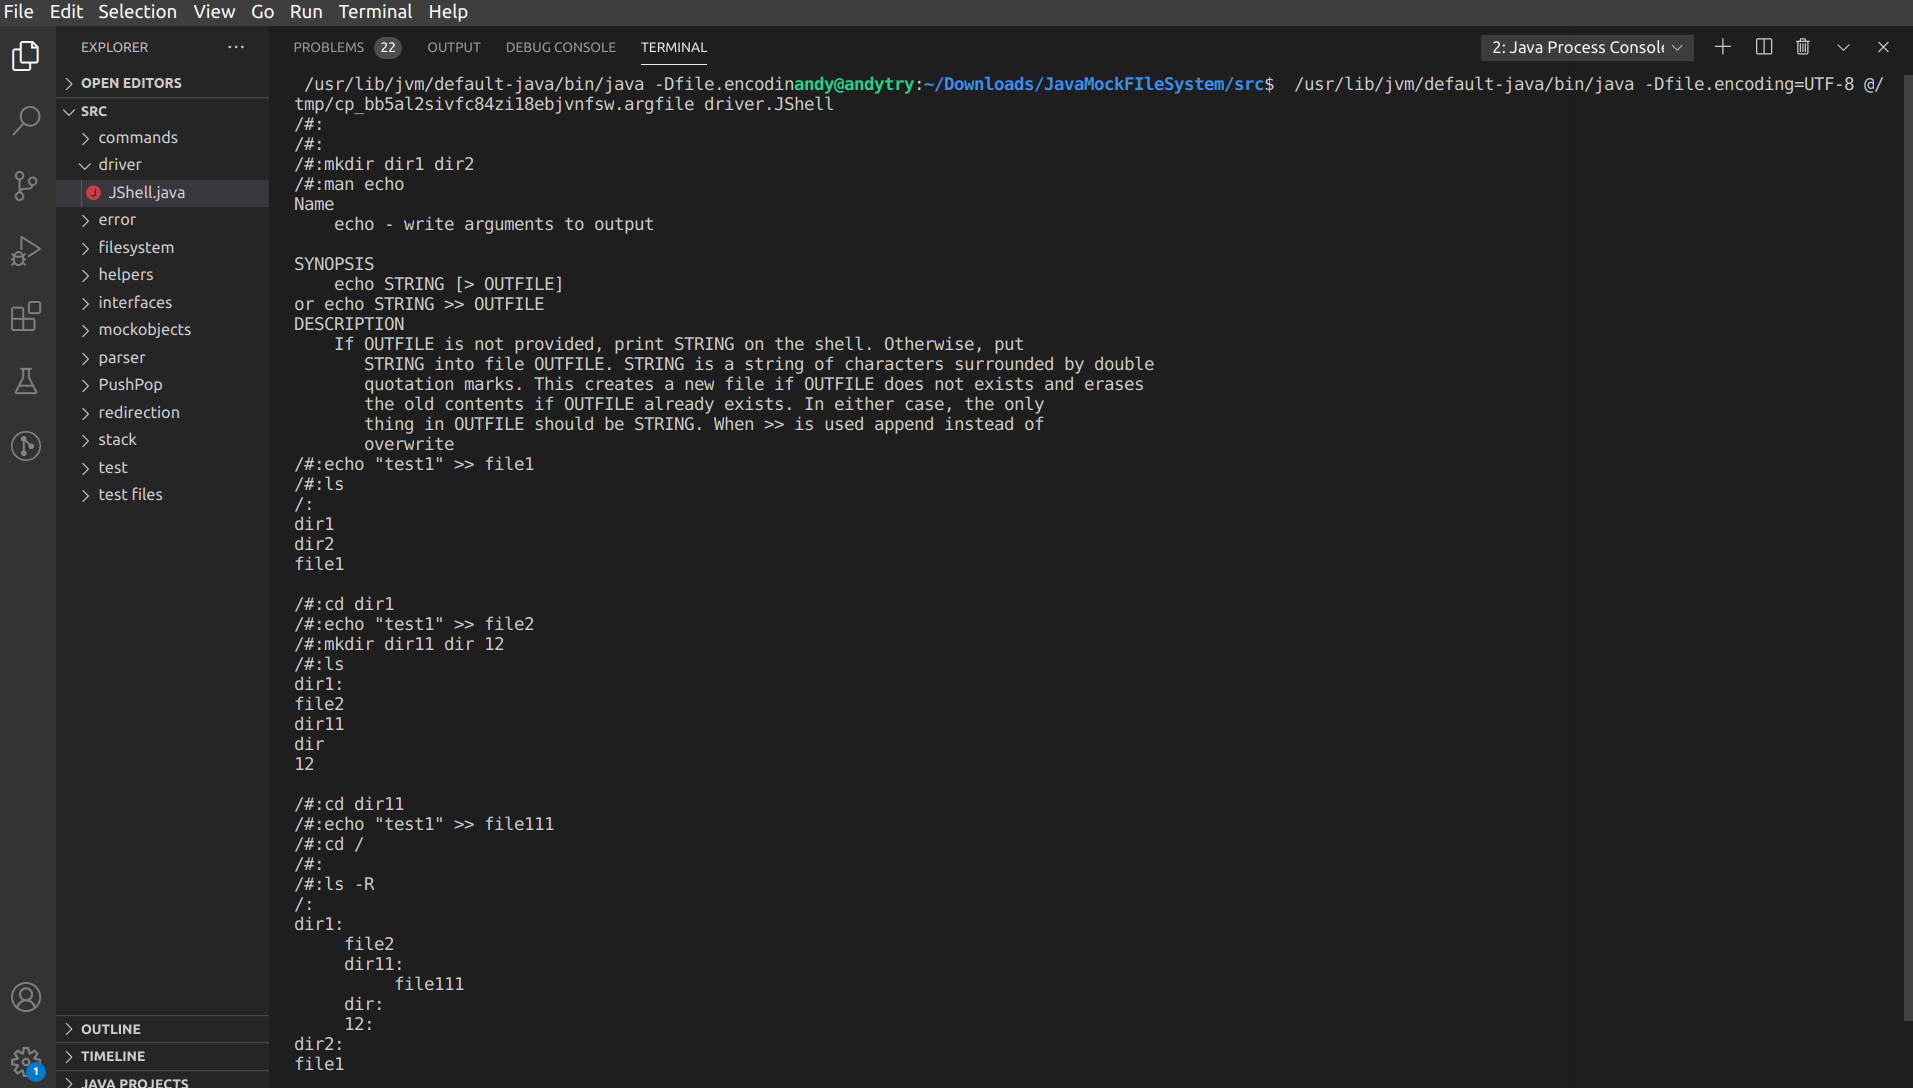 File Edit Selection View Go Run Terminal Help
EXPLORER ···
OPEN EDITORS
SRC
commands
driver
JShell.java
error
filesystem
helpers
interfaces
mockobjects
parser
PushPop
redirection
stack
test
test files
OUTLINE
TIMELINE
JAVA PROJECTS
1
PROBLEMS 22 OUTPUT DEBUG CONSOLE TERMINAL
2: Java Process Console
/usr/lib/jvm/default-java/bin/java -Dfile.encodinandy@andytry:~/Downloads/JavaMockFIleSystem/src$  /usr/lib/jvm/default-java/bin/java -Dfile.encoding=UTF-8 @/
tmp/cp_bb5al2sivfc84zi18ebjvnfsw.argfile driver.JShell
/#:
/#:
/#:mkdir dir1 dir2
/#:man echo
Name
    echo - write arguments to output
SYNOPSIS
    echo STRING [> OUTFILE]
or echo STRING >> OUTFILE
DESCRIPTION
    If OUTFILE is not provided, print STRING on the shell. Otherwise, put
       STRING into file OUTFILE. STRING is a string of characters surrounded by double
       quotation marks. This creates a new file if OUTFILE does not exists and erases
       the old contents if OUTFILE already exists. In either case, the only
       thing in OUTFILE should be STRING. When >> is used append instead of
       overwrite
/#:echo "test1" >> file1
/#:ls
/:
dir1
dir2
file1
/#:cd dir1
/#:echo "test1" >> file2
/#:mkdir dir11 dir 12
/#:ls
dir1:
file2
dir11
dir
12
/#:cd dir11
/#:echo "test1" >> file111
/#:cd /
/#:
/#:ls -R
/:
dir1:
     file2
     dir11:
          file111
     dir:
     12:
dir2:
file1